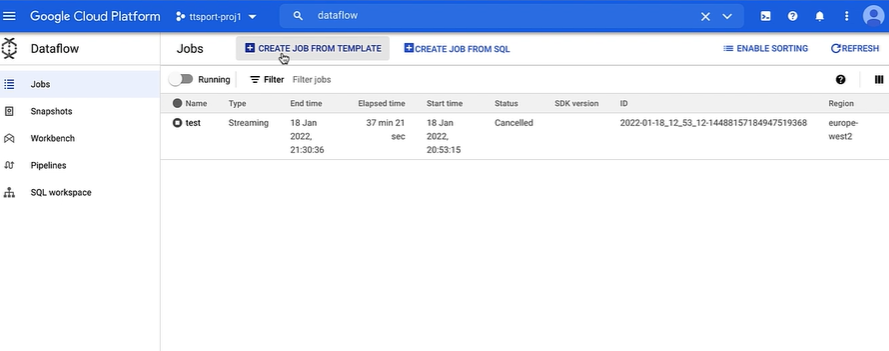 Google Cloud Platform ttsport-proj1 dataflow
Dataflow Jobs CREATE JOB FROM TEMPLATE CREATE JOB FROM SQL ENABLE SORTING REFRESH
Jobs
Snapshots
Workbench
Pipelines
SQL workspace
Running Filter Filter jobs
Name Type End time Elapsed time Start time Status SDK version ID Region
test Streaming 18 Jan 37 min 21 18 Jan Cancelled 2022-01-18_12_53_12-14488157184947519368 europe-
2022, sec 2022, west2
21:30:36 20:53:15